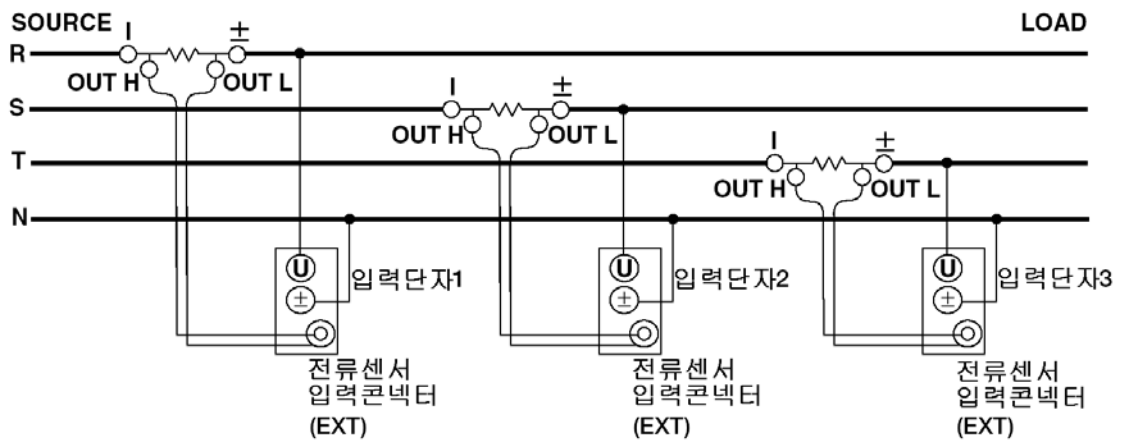 SOURCE
LOAD
I
±
R
OUT H
OUT L
I
±
S
OUT H
OUT L
I
±
T
OUT H
OUT L
N
U
±
입력단자1
전류센서
입력콘넥터
(EXT)
U
±
입력단자2
전류센서
입력콘넥터
(EXT)
U
±
입력단자3
전류센서
입력콘넥터
(EXT)